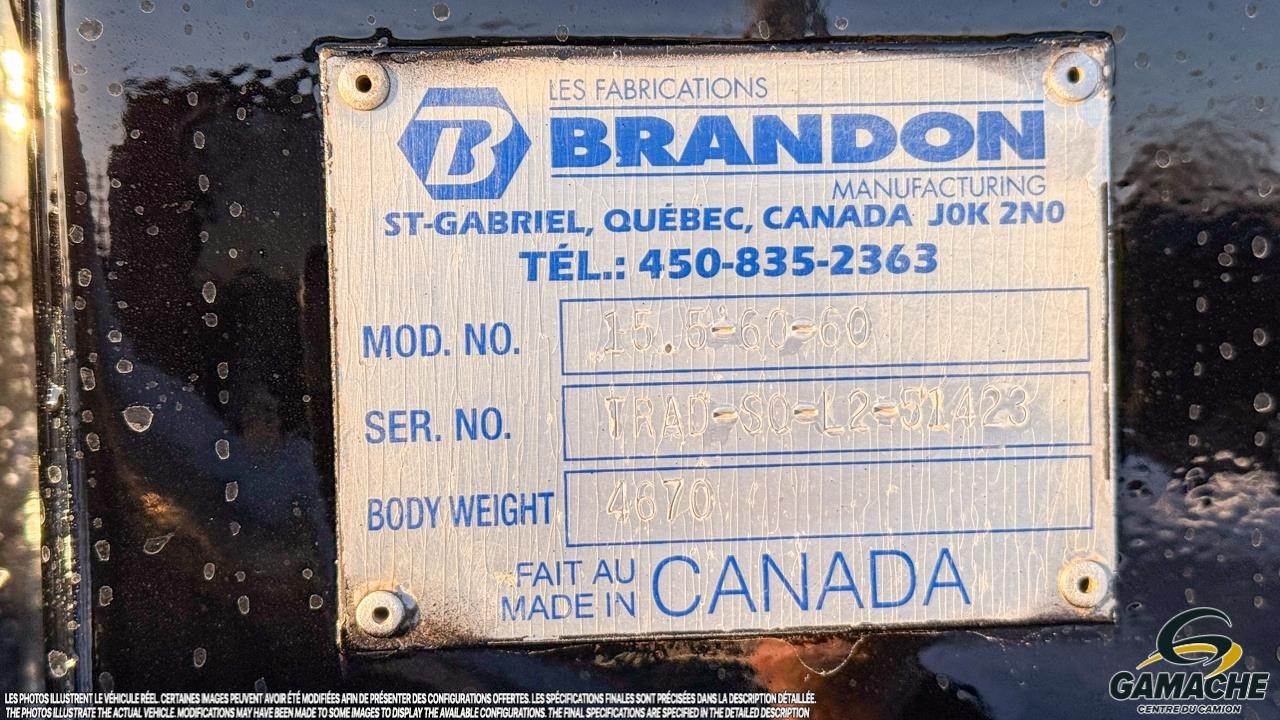 LES FABRICATIONS
B BRANDON
MANUFACTURING
ST-GABRIEL, QUÉBEC, CANADA J0K 2N0
TÉL.: 450-835-2363
MOD. NO. 15.5-60-60
SER. NO. TRAD-SO-L2-51423
BODY WEIGHT 4670
FAIT AU
MADE IN CANADA
GAMACHE
CENTRE DU CAMION
LES PHOTOS ILLUSTRENT LE VÉHICULE RÉEL. CERTAINES IMAGES PEUVENT AVOIR ÉTÉ MODIFIÉES AFIN DE PRÉSENTER DES CONFIGURATIONS OFFERTES. LES SPÉCIFICATIONS FINALES SONT PRÉCISÉES DANS LA DESCRIPTION DÉTAILLÉE.
THE PHOTOS ILLUSTRATE THE ACTUAL VEHICLE. MODIFICATIONS MAY HAVE BEEN MADE TO SOME IMAGES TO DISPLAY THE AVAILABLE CONFIGURATIONS. THE FINAL SPECIFICATIONS ARE SPECIFIED IN THE DETAILED DESCRIPTION